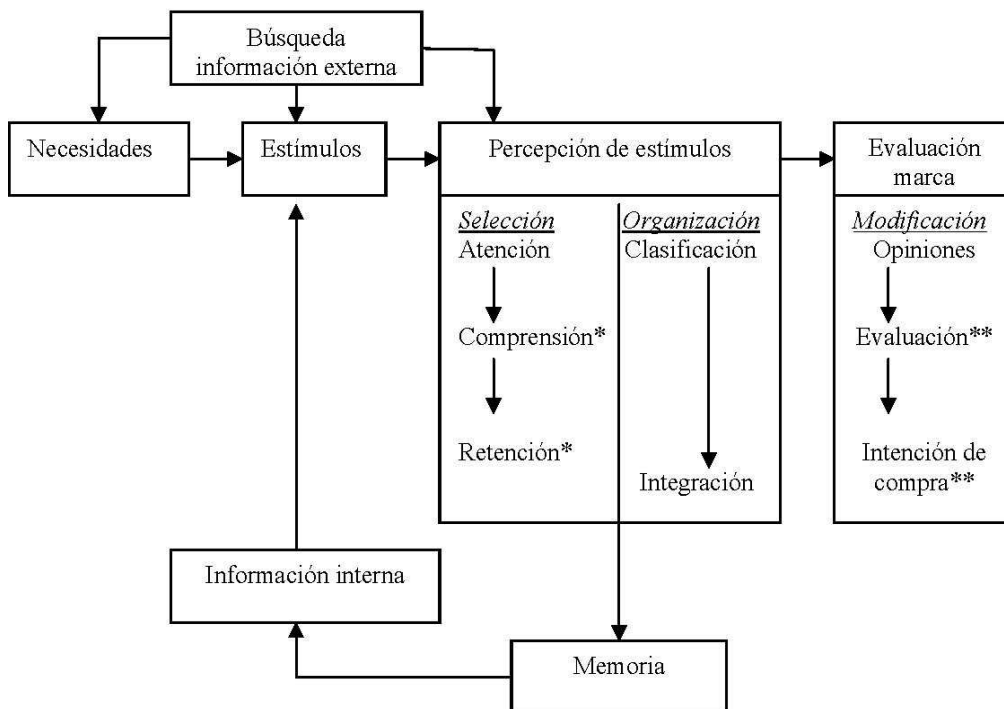 Búsqueda
información externa
Necesidades
Estímulos
Percepción de estímulos
Evaluación
marca
Selección
Atención
Comprensión*
Retención*
Organización
Clasificación
Integración
Modificación
Opiniones
Evaluación**
Intención de
compra**
Información interna
Memoria